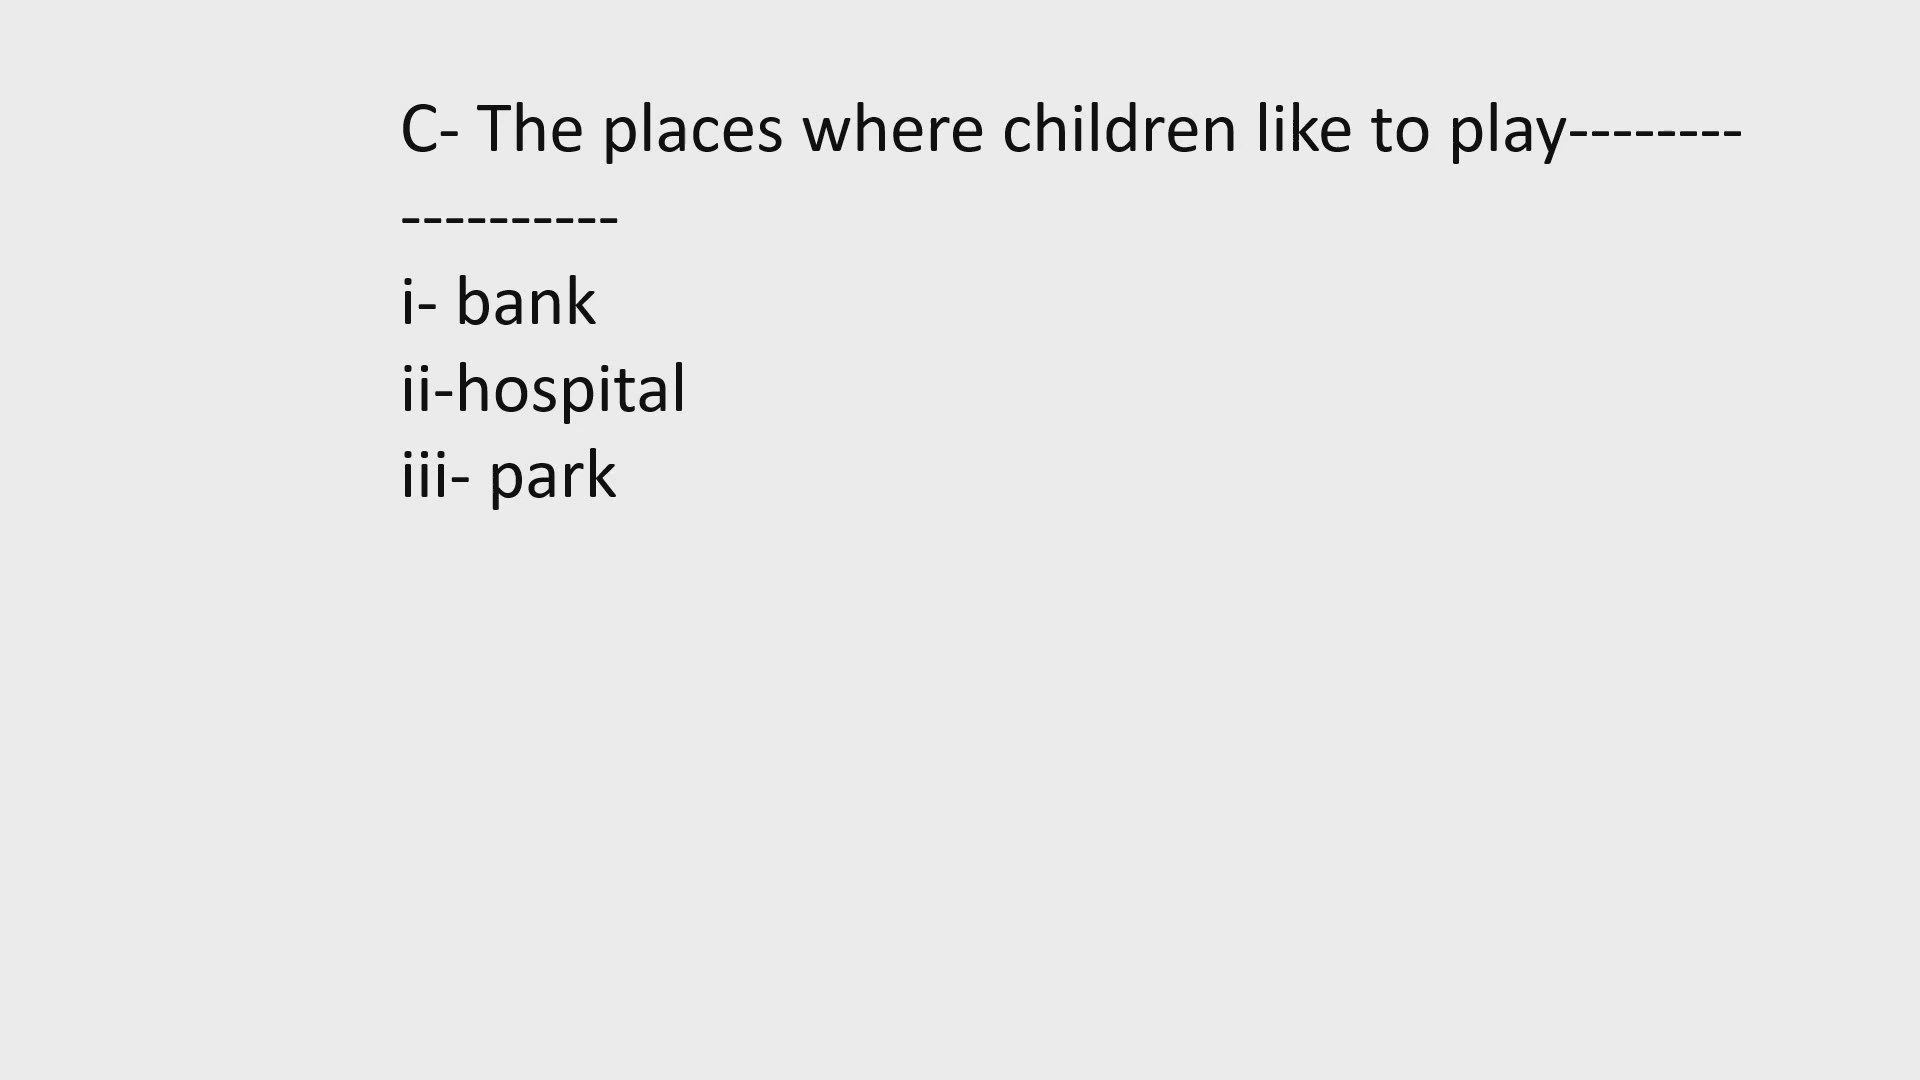 C- The places where children like to play--------
----------
i- bank
ii-hospital
iii- park